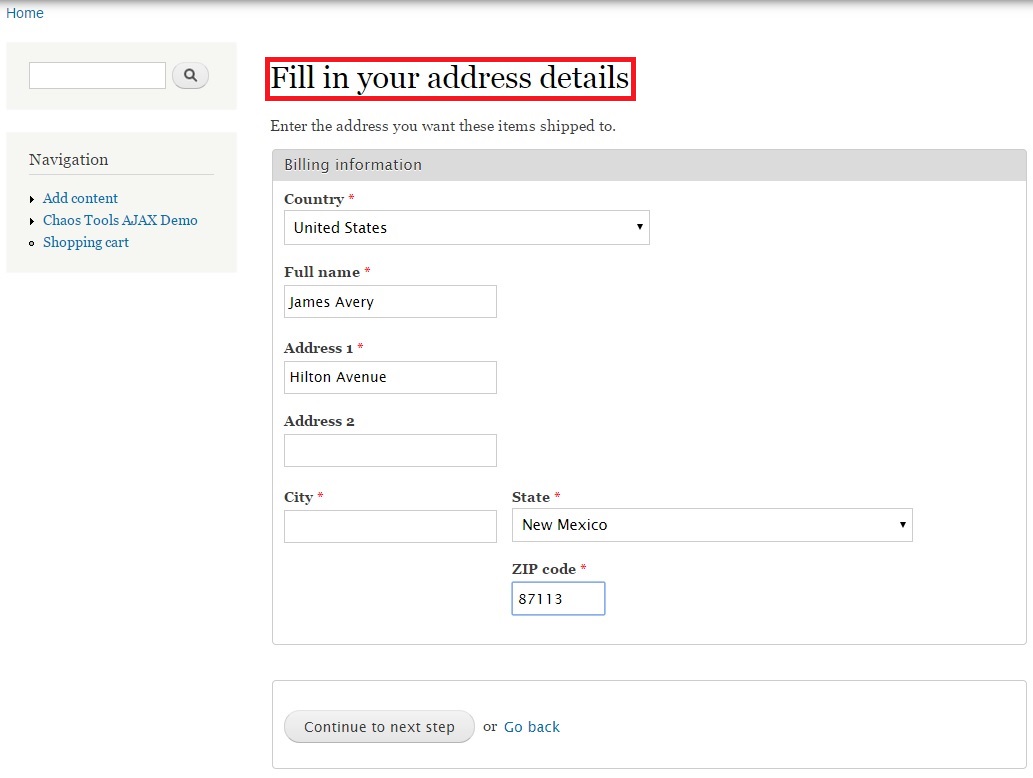 Home
Fill in your address details
Enter the address you want these items shipped to.
Navigation
Add content
Chaos Tools AJAX Demo
Shopping cart
Billing information
Country *
United States
Full name *
James Avery
Address 1 *
Hilton Avenue
Address 2
City *
State *
New Mexico
ZIP code *
87113
Continue to next step or Go back